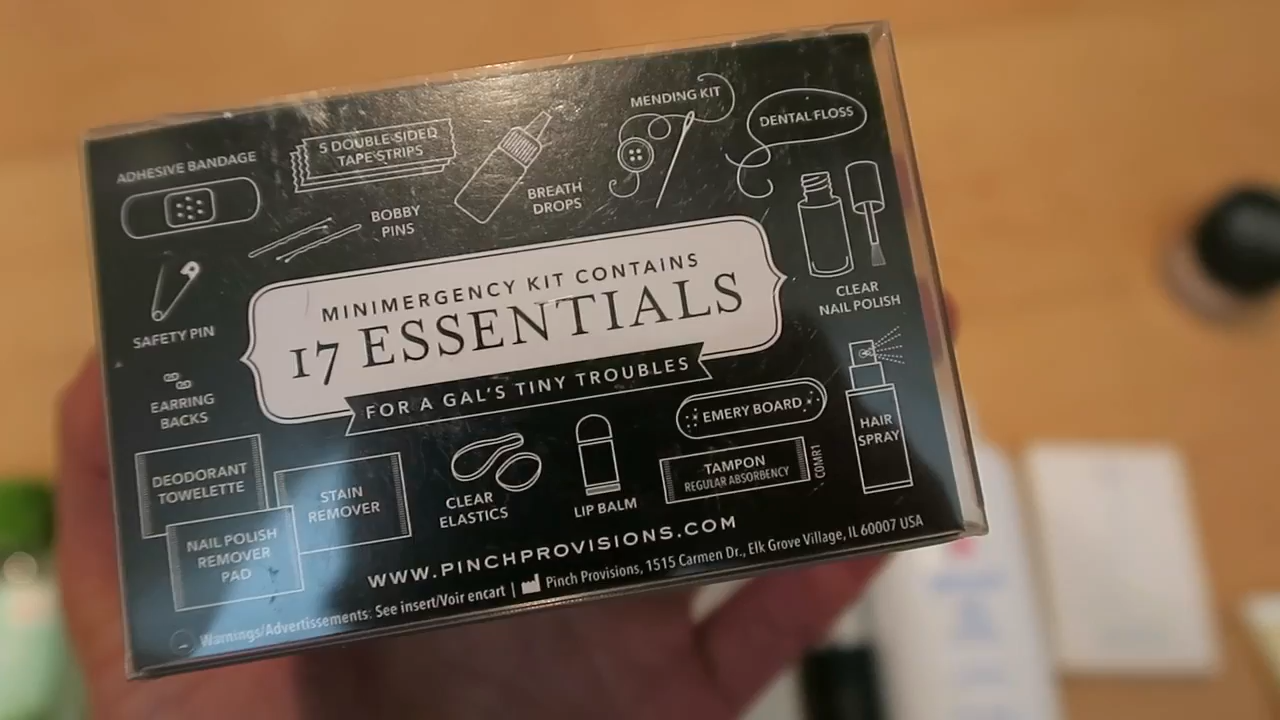 ADHESIVE BANDAGE
5 DOUBLE-SIDED
TAPE STRIPS
BOBBY
PINS
BREATH
DROPS
MENDING KIT
DENTAL FLOSS
CLEAR
NAIL POLISH
SAFETY PIN
MINIMERGENCY KIT CONTAINS
17 ESSENTIALS
FOR A GAL'S TINY TROUBLES
EARRING
BACKS
DEODORANT
TOWELETTE
STAIN
REMOVER
NAIL POLISH
REMOVER
PAD
CLEAR
ELASTICS
LIP BALM
EMERY BOARD
TAMPON
REGULAR ABSORBENCY
COMR1
HAIR
SPRAY
WWW.PINCHPROVISIONS.COM
Warnings/Advertissements: See insert/Voir encart | Pinch Provisions, 1515 Carmen Dr., Elk Grove Village, IL 60007 USA